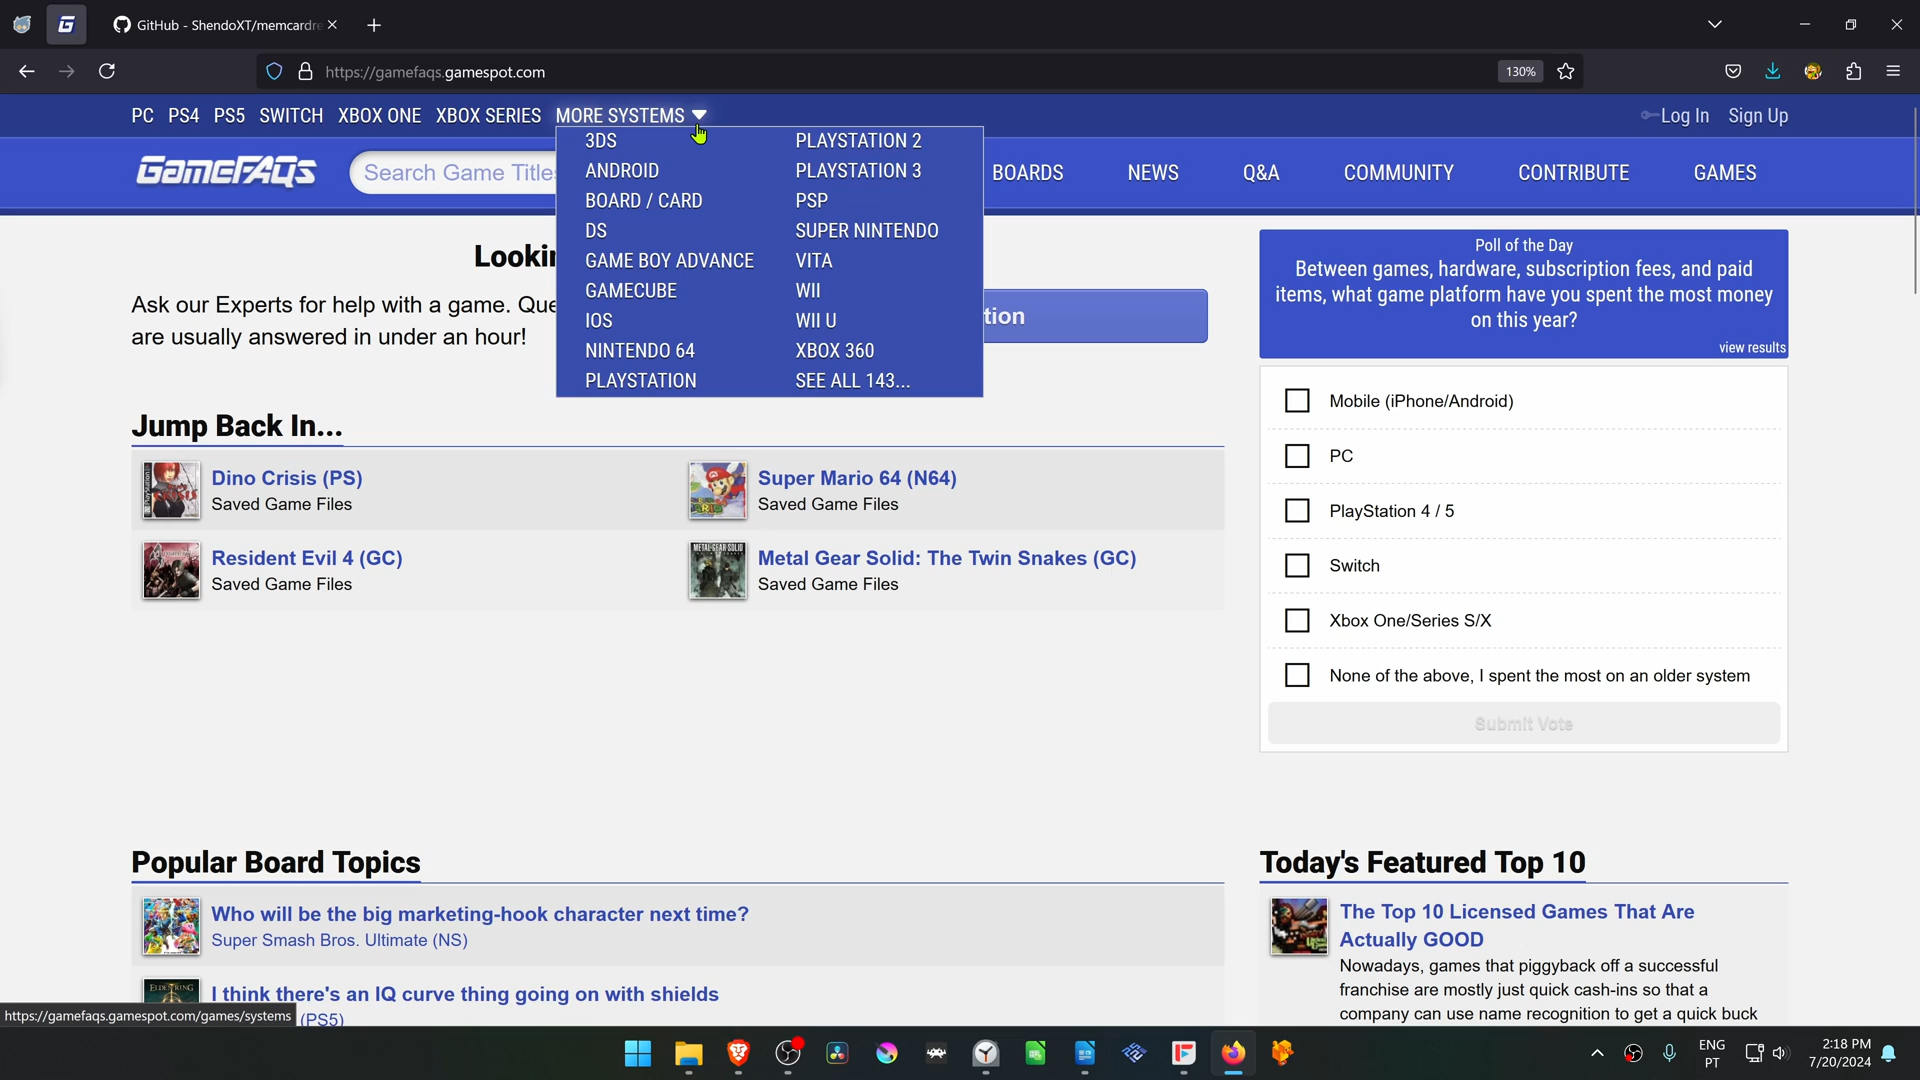 GitHub - ShendoXT/memcardre
https://gamefaqs.gamespot.com
130%
PC PS4 PS5 SWITCH XBOX ONE XBOX SERIES MORE SYSTEMS
Log In Sign Up
GameFAQs
Search Game Title
BOARDS NEWS Q&A COMMUNITY CONTRIBUTE GAMES
3DS
ANDROID
BOARD / CARD
DS
GAME BOY ADVANCE
GAMECUBE
IOS
NINTENDO 64
PLAYSTATION
PLAYSTATION 2
PLAYSTATION 3
PSP
SUPER NINTENDO
VITA
WII
WII U
XBOX 360
SEE ALL 143...
Lookin
Ask our Experts for help with a game. Que
are usually answered in under an hour!
tion
Jump Back In...
Dino Crisis (PS)
Saved Game Files
Super Mario 64 (N64)
Saved Game Files
Resident Evil 4 (GC)
Saved Game Files
METAL GEAR SOLID
Metal Gear Solid: The Twin Snakes (GC)
Saved Game Files
Poll of the Day
Between games, hardware, subscription fees, and paid
items, what game platform have you spent the most money
on this year?
view results
Mobile (iPhone/Android)
PC
PlayStation 4 / 5
Switch
Xbox One/Series S/X
None of the above, I spent the most on an older system
Submit Vote
Popular Board Topics
Who will be the big marketing-hook character next time?
Super Smash Bros. Ultimate (NS)
ELDEN RING
I think there's an IQ curve thing going on with shields
(PS5)
https://gamefaqs.gamespot.com/games/systems
Today's Featured Top 10
The Top 10 Licensed Games That Are
Actually GOOD
Nowadays, games that piggyback off a successful
franchise are mostly just quick cash-ins so that a
company can use name recognition to get a quick buck
ENG
PT
2:18 PM
7/20/2024